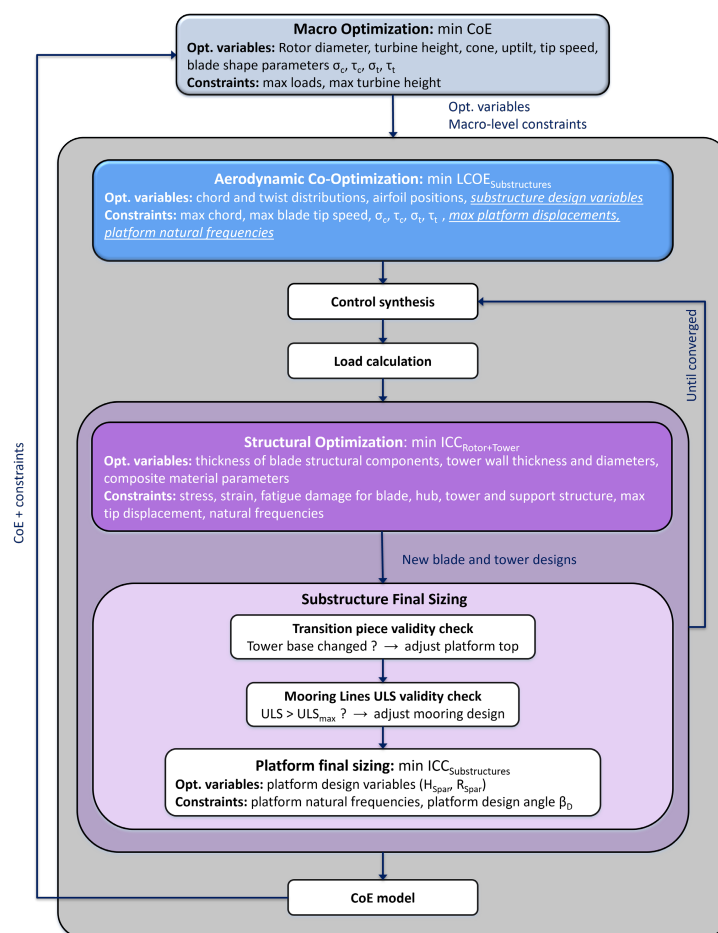 Macro Optimization: min CoE
Opt. variables: Rotor diameter, turbine height, cone, uptilt, tip speed,
blade shape parameters σc, τc, σt, τt
Constraints: max loads, max turbine height
Opt. variables
Macro-level constraints
Aerodynamic Co-Optimization: min LCOESubstructures
Opt. variables: chord and twist distributions, airfoil positions, substructure design variables
Constraints: max chord, max blade tip speed, σc, τc, σt, τt , max platform displacements,
platform natural frequencies
Control synthesis
Load calculation
Until converged
Structural Optimization: min ICCRotor+Tower
Opt. variables: thickness of blade structural components, tower wall thickness and diameters,
composite material parameters
Constraints: stress, strain, fatigue damage for blade, hub, tower and support structure, max
tip displacement, natural frequencies
CoE + constraints
New blade and tower designs
Substructure Final Sizing
Transition piece validity check
Tower base changed ? → adjust platform top
Mooring Lines ULS validity check
ULS > ULSmax ? → adjust mooring design
Platform final sizing: min ICCSubstructures
Opt. variables: platform design variables (HSpar, RSpar)
Constraints: platform natural frequencies, platform design angle βD
CoE model